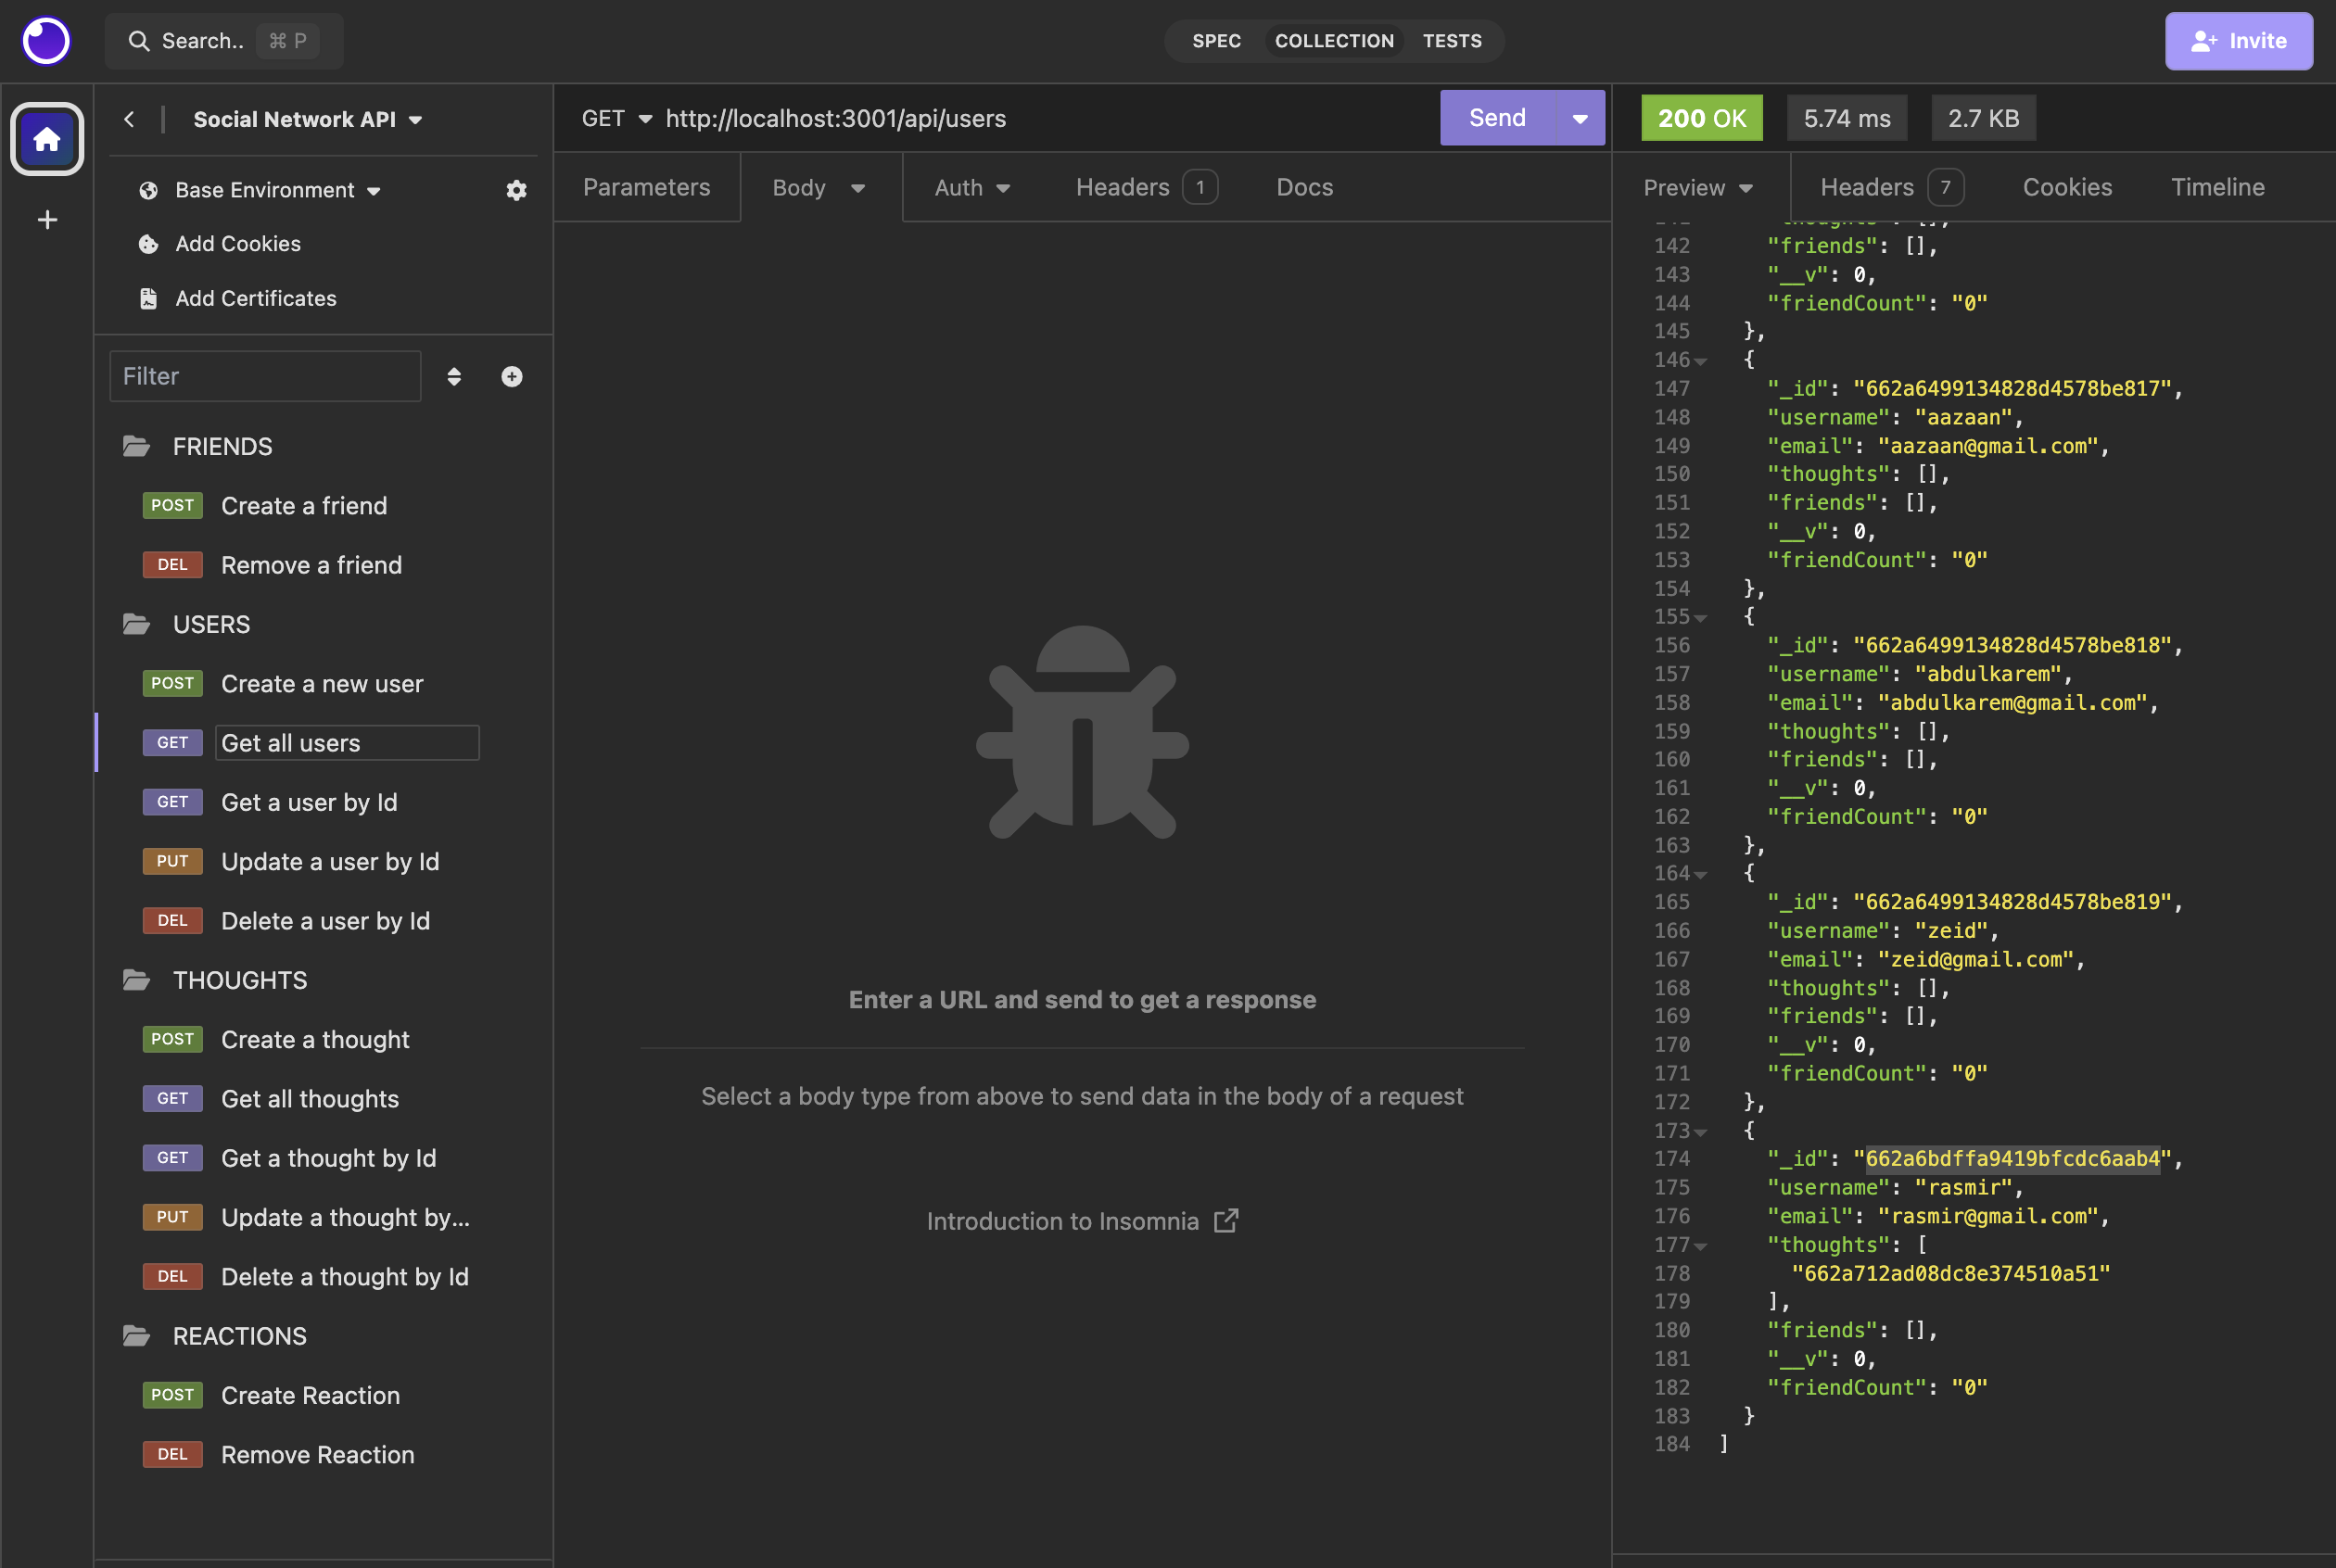 Search..
⌘ P
SPEC
COLLECTION
TESTS
Invite
Social Network API
Base Environment
Add Cookies
Add Certificates
Filter
FRIENDS
POST Create a friend
DEL Remove a friend
USERS
POST Create a new user
GET Get all users
GET Get a user by Id
PUT Update a user by Id
DEL Delete a user by Id
THOUGHTS
POST Create a thought
GET Get all thoughts
GET Get a thought by Id
PUT Update a thought by...
DEL Delete a thought by Id
REACTIONS
POST Create Reaction
DEL Remove Reaction
GET http://localhost:3001/api/users
Send
Parameters
Body
Auth
Headers 1
Docs
Enter a URL and send to get a response
Select a body type from above to send data in the body of a request
Introduction to Insomnia
200 OK
5.74 ms
2.7 KB
Preview
Headers 7
Cookies
Timeline
142 "friends": [],
143 "__v": 0,
144 "friendCount": "0"
145 },
146 {
147 "_id": "662a6499134828d4578be817",
148 "username": "aazaan",
149 "email": "aazaan@gmail.com",
150 "thoughts": [],
151 "friends": [],
152 "__v": 0,
153 "friendCount": "0"
154 },
155 {
156 "_id": "662a6499134828d4578be818",
157 "username": "abdulkarem",
158 "email": "abdulkarem@gmail.com",
159 "thoughts": [],
160 "friends": [],
161 "__v": 0,
162 "friendCount": "0"
163 },
164 {
165 "_id": "662a6499134828d4578be819",
166 "username": "zeid",
167 "email": "zeid@gmail.com",
168 "thoughts": [],
169 "friends": [],
170 "__v": 0,
171 "friendCount": "0"
172 },
173 {
174 "_id": "662a6bdffa9419bfcdc6aab4",
175 "username": "rasmir",
176 "email": "rasmir@gmail.com",
177 "thoughts": [
178 "662a712ad08dc8e374510a51"
179 ],
180 "friends": [],
181 "__v": 0,
182 "friendCount": "0"
183 }
184 ]